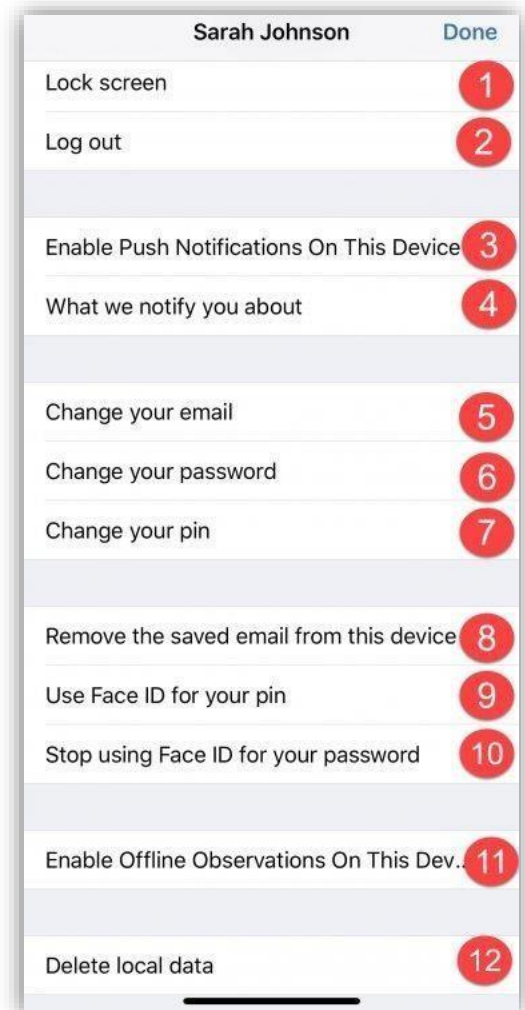 Sarah Johnson Done
Lock screen 1
Log out 2
Enable Push Notifications On This Device 3
What we notify you about 4
Change your email 5
Change your password 6
Change your pin 7
Remove the saved email from this device 8
Use Face ID for your pin 9
Stop using Face ID for your password 10
Enable Offline Observations On This Dev.. 11
Delete local data 12